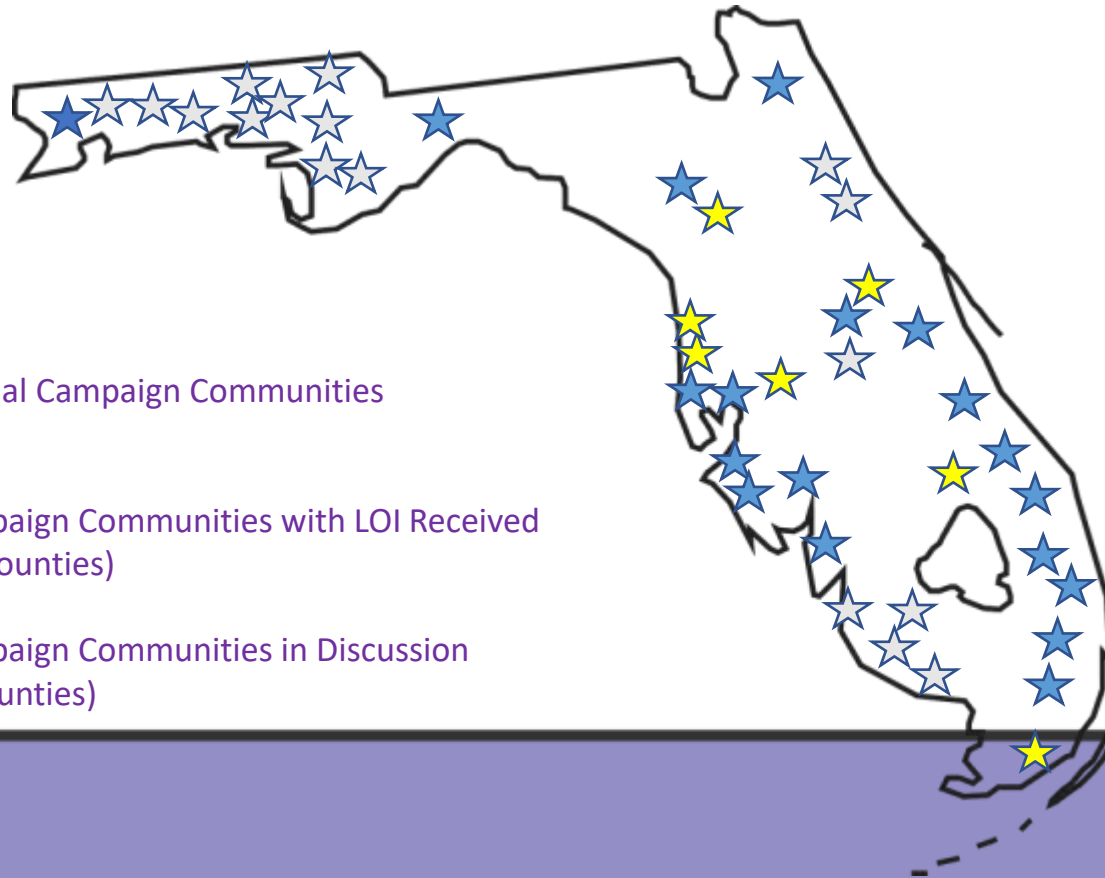 al Campaign Communities
paign Communities with LOI Received
ounties)
paign Communities in Discussion
unties)